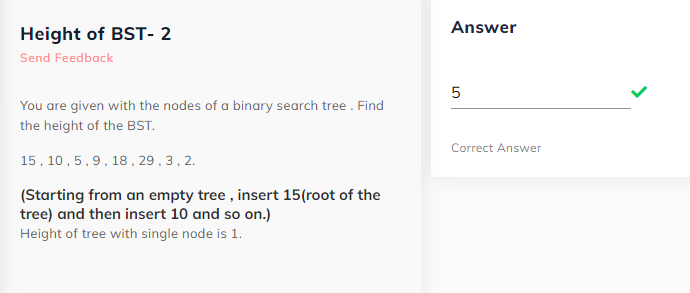 Height of BST- 2
Send Feedback
You are given with the nodes of a binary search tree . Find
the height of the BST.
15 , 10 , 5 , 9 , 18 , 29 , 3 , 2.
(Starting from an empty tree , insert 15(root of the
tree) and then insert 10 and so on.)
Height of tree with single node is 1.
Answer
5
Correct Answer